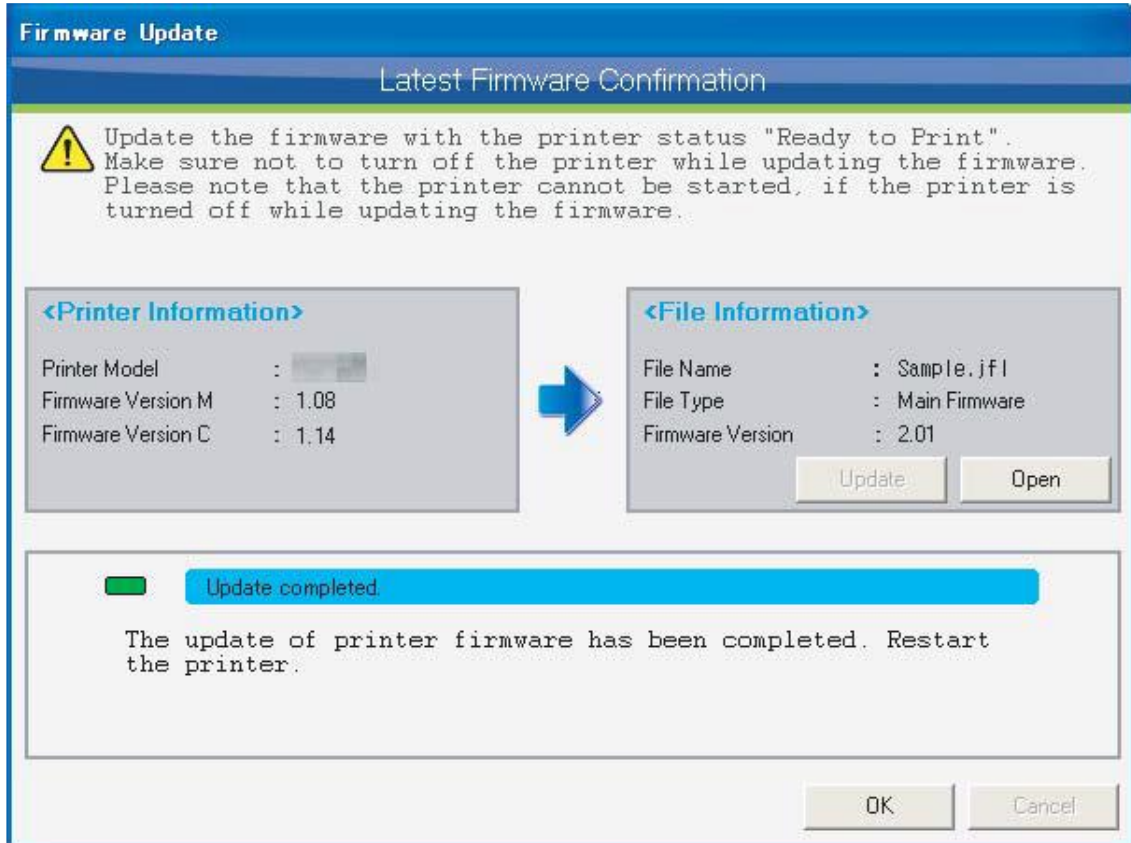 Firmware Update
Latest Firmware Confirmation
Update the firmware with the printer status "Ready to Print".
Make sure not to turn off the printer while updating the firmware.
Please note that the printer cannot be started, if the printer is
turned off while updating the firmware.
<Printer Information>
Printer Model :
Firmware Version M : 1.08
Firmware Version C : 1.14
<File Information>
File Name : Sample.jfl
File Type : Main Firmware
Firmware Version : 2.01
Update Open
Update completed.
The update of printer firmware has been completed. Restart
the printer.
OK Cancel